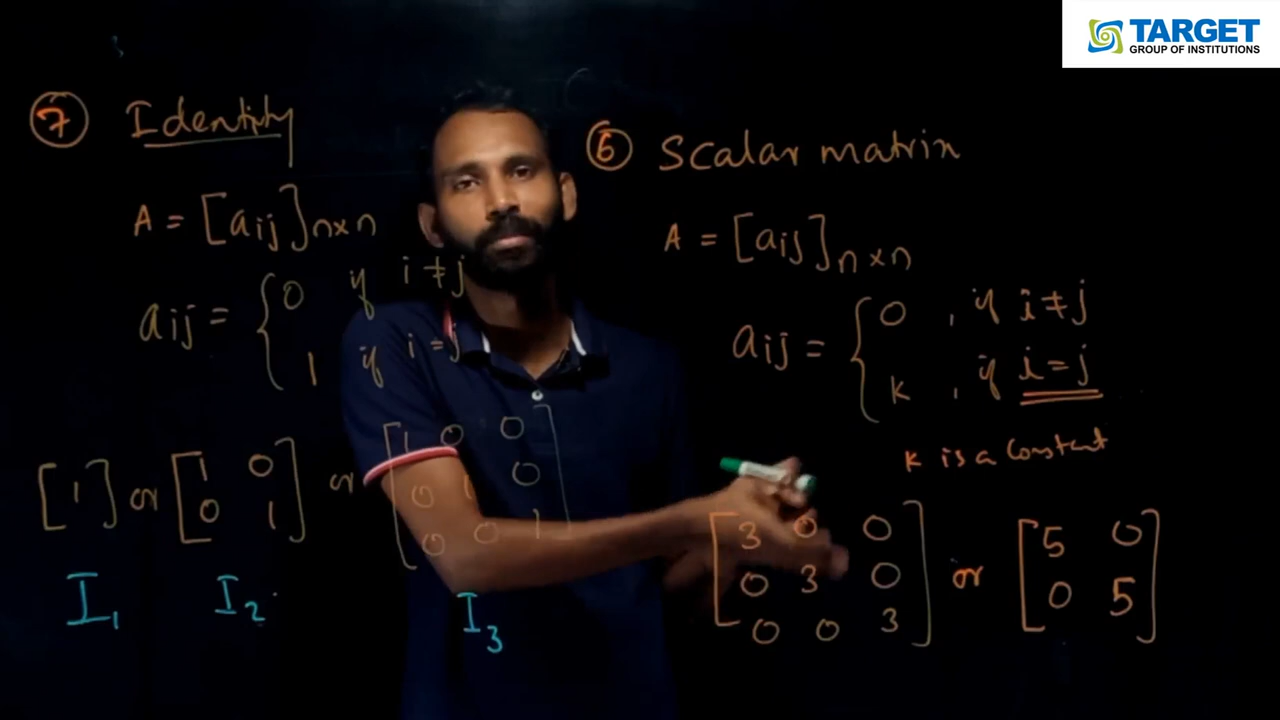 TARGET
GROUP OF INSTITUTIONS
7 Identity
A = [aij]n×n
aij = { 0 if i ≠ j
1 if i = j
[1] or [1 0
0 1] or [1 0 0
0 1 0
0 0 1]
I1 I2 I3
6 Scalar matrix
A = [aij]n×n
aij = { 0 , if i ≠ j
k , if i = j
K is a constant
[3 0 0
0 3 0
0 0 3] or [5 0
0 5]